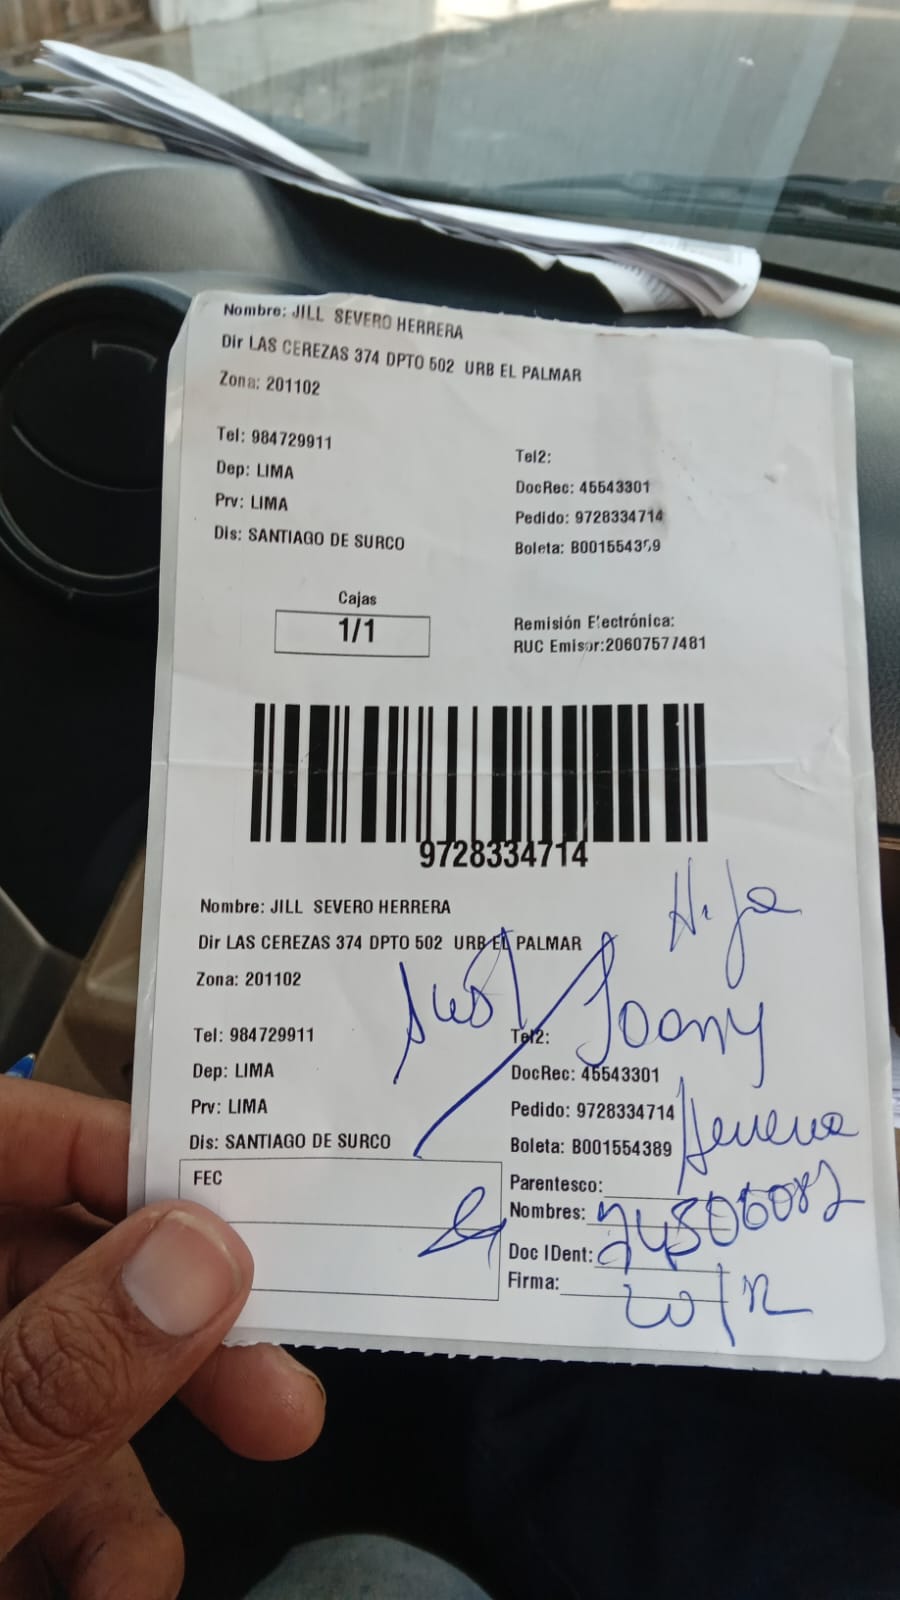 Nombre: JILL SEVERO HERRERA
Dir LAS CEREZAS 374 DPTO 502 URB EL PALMAR
Zona: 201102
Tel: 984729911
Dep: LIMA
Prv: LIMA
Dis: SANTIAGO DE SURCO
Tel2:
DocRec: 45543301
Pedido: 9728334714
Boleta: B001554389
Cajas
1/1
Remisión Electrónica:
RUC Emisor:20607577481
9728334714
Nombre: JILL SEVERO HERRERA
Dir LAS CEREZAS 374 DPTO 502 URB EL PALMAR
Zona: 201102
Tel: 984729911
Dep: LIMA
Prv: LIMA
Dis: SANTIAGO DE SURCO
FEC
Hija
Joany
Herrera
Tel2:
DocRec: 45543301
Pedido: 9728334714
Boleta: B001554389
Parentesco:
Nombres:
Doc IDent:
Firma:
20/12